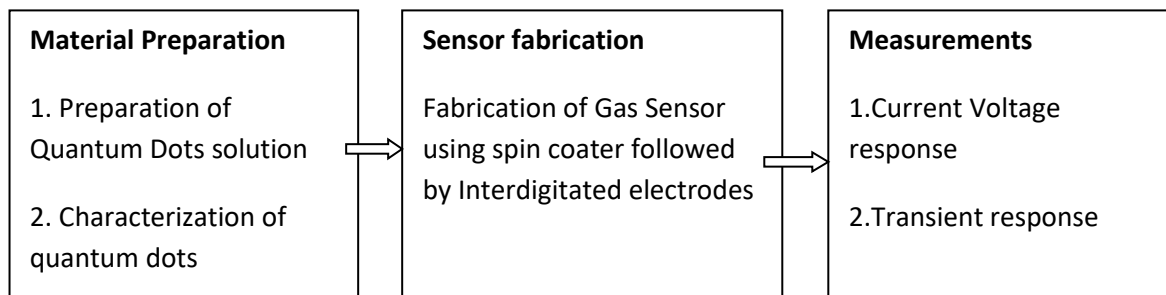 Material Preparation
1. Preparation of
Quantum Dots solution
2. Characterization of
quantum dots
Sensor fabrication
Fabrication of Gas Sensor
using spin coater followed
by Interdigitated electrodes
Measurements
1.Current Voltage
response
2.Transient response